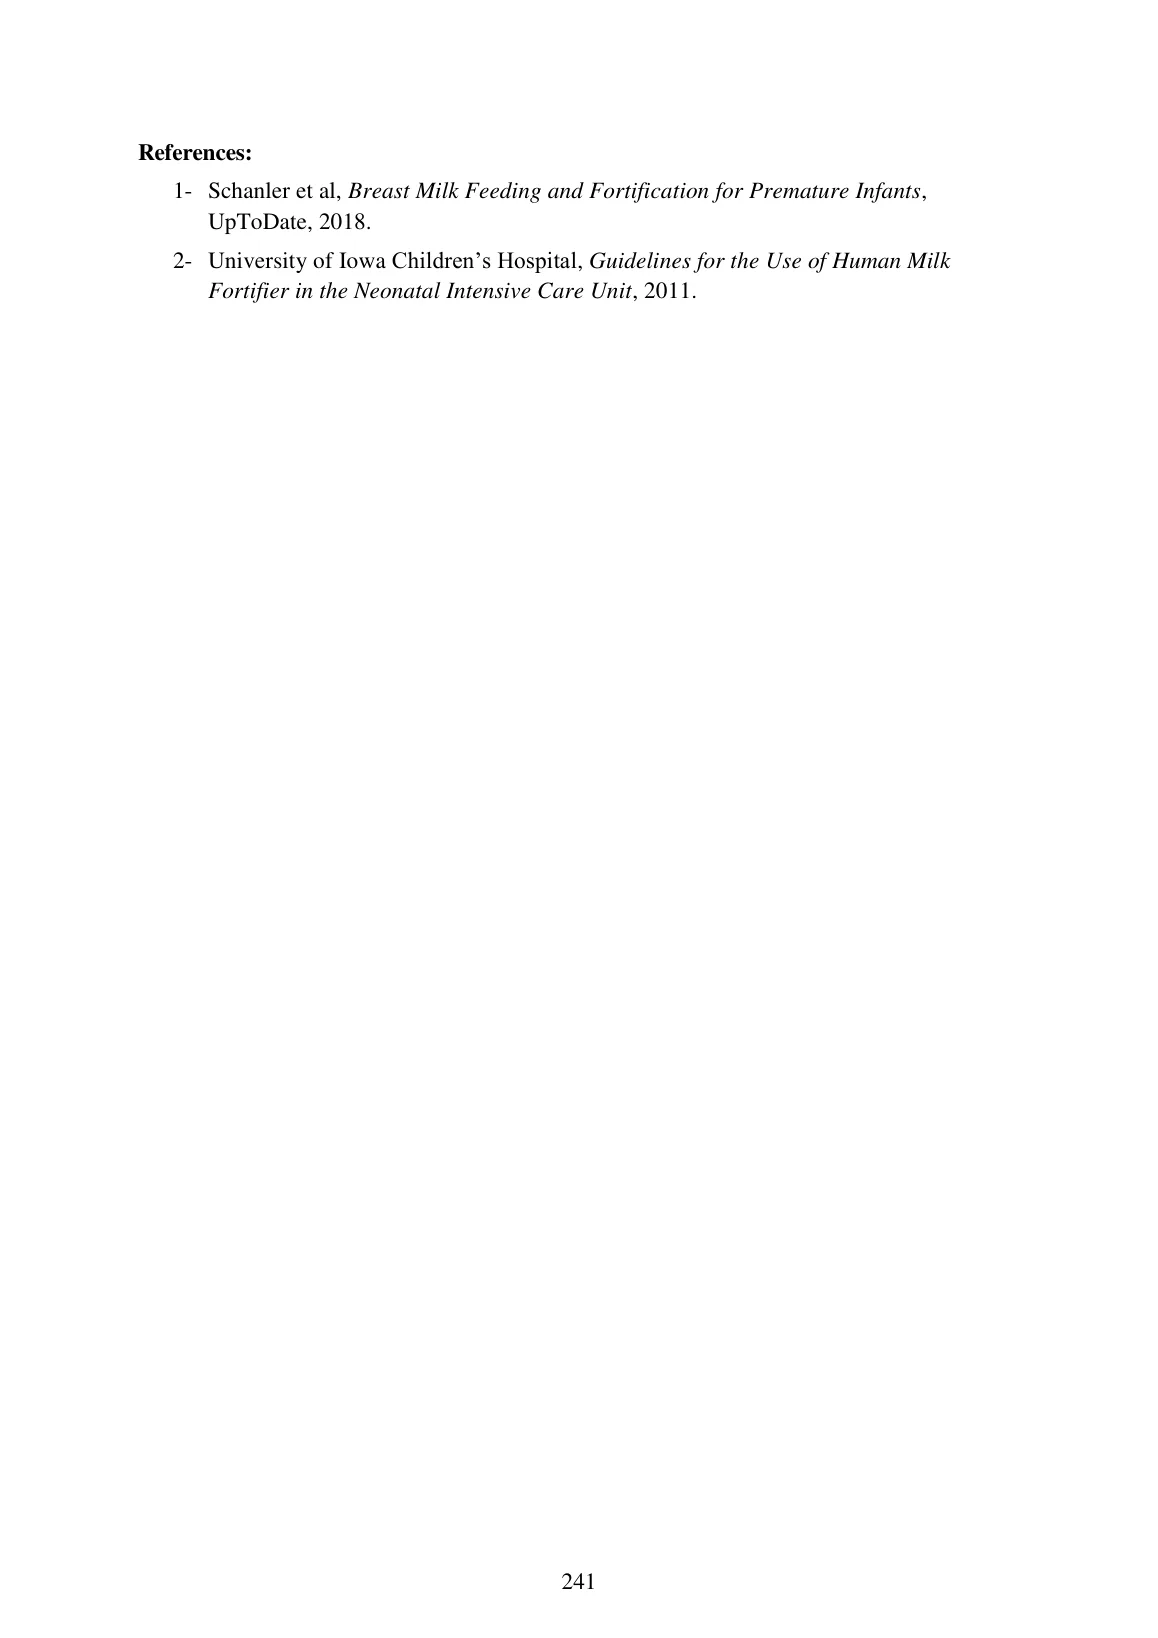 References:
1- Schanler et al, Breast Milk Feeding and Fortification for Premature Infants,
UpToDate, 2018.
2- University of Iowa Children’s Hospital, Guidelines for the Use of Human Milk
Fortifier in the Neonatal Intensive Care Unit, 2011.
241